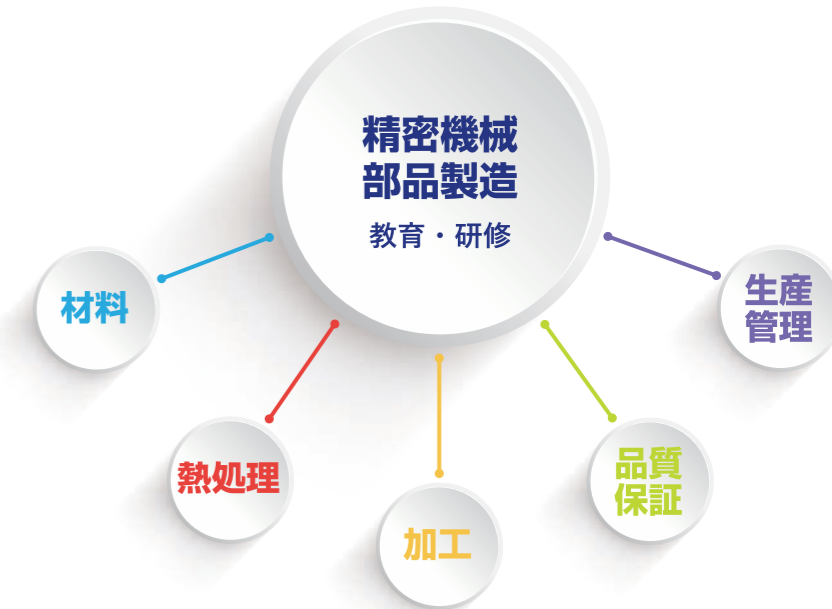 精密機械
部品製造
教育・研修
材料
熱処理
加工
品質
保証
生産
管理